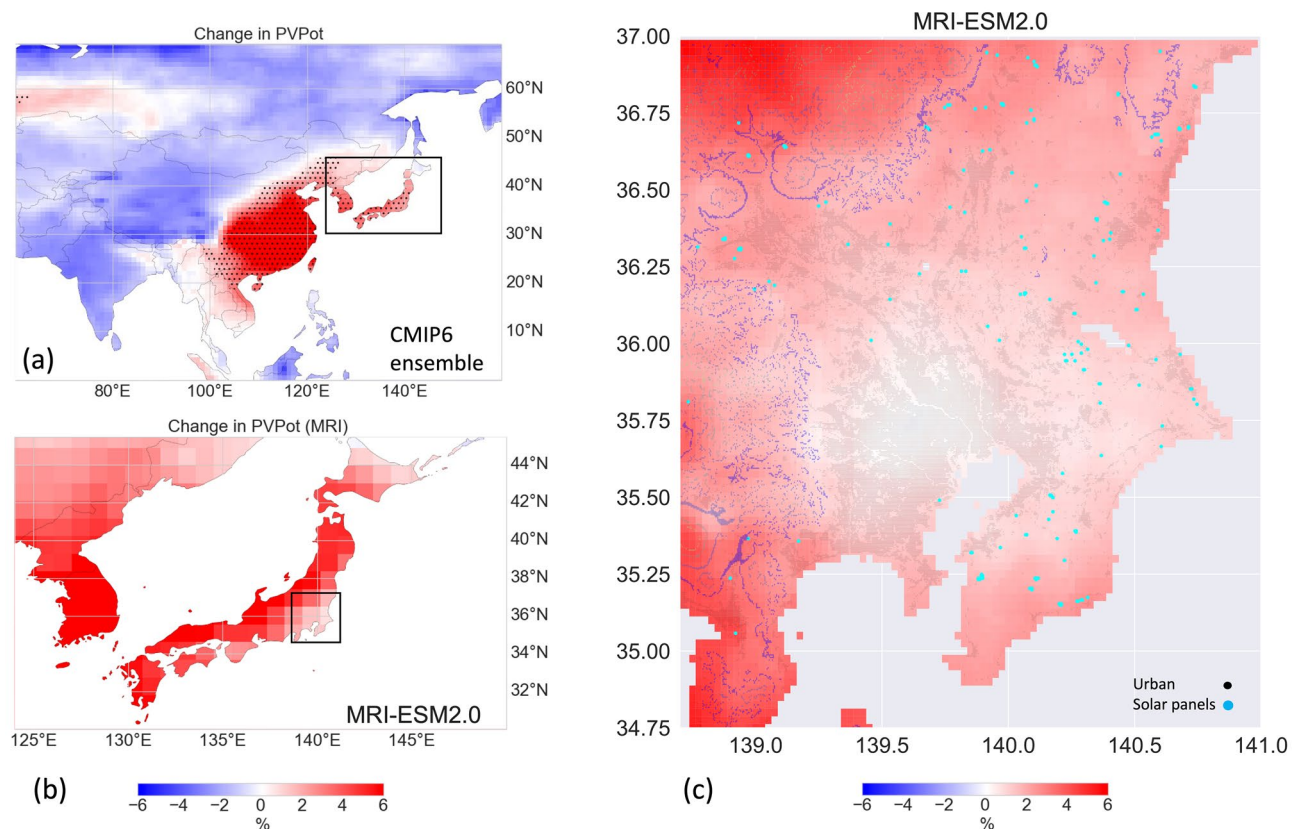 Change in PVPot
60°N
50°N
40°N
30°N
20°N
10°N
CMIP6
ensemble
(a)
80°E 100°E 120°E 140°E
Change in PVPot (MRI)
44°N
42°N
40°N
38°N
36°N
34°N
32°N
MRI-ESM2.0
125°E 130°E 135°E 140°E 145°E
(b)
−6 −4 −2 0 2 4 6
%
MRI-ESM2.0
37.00
36.75
36.50
36.25
36.00
35.75
35.50
35.25
35.00
34.75
Urban
Solar panels
139.0 139.5 140.0 140.5 141.0
(c)
−6 −4 −2 0 2 4 6
%